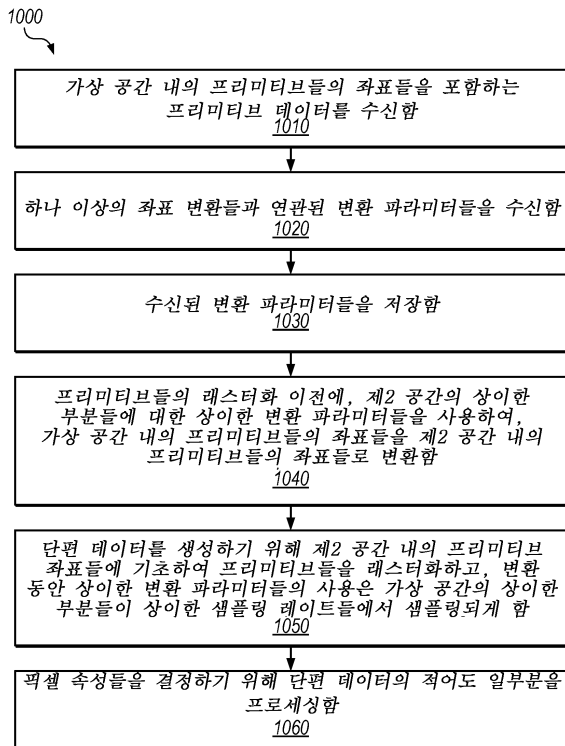 1000
가상 공간 내의 프리미티브들의 좌표들을 포함하는
프리미티브 데이터를 수신함
1010
하나 이상의 좌표 변환들과 연관된 변환 파라미터들을 수신함
1020
수신된 변환 파라미터들을 저장함
1030
프리미티브들의 래스터화 이전에, 제2 공간의 상이한
부분들에 대한 상이한 변환 파라미터들을 사용하여,
가상 공간 내의 프리미티브들의 좌표들을 제2 공간 내의
프리미티브들의 좌표들로 변환함
1040
단편 데이터를 생성하기 위해 제2 공간 내의 프리미티브
좌표들에 기초하여 프리미티브들을 래스터화하고, 변환
동안 상이한 변환 파라미터들의 사용은 가상 공간의 상이한
부분들이 상이한 샘플링 레이트들에서 샘플링되게 함
1050
픽셀 속성들을 결정하기 위해 단편 데이터의 적어도 일부분을
프로세싱함
1060